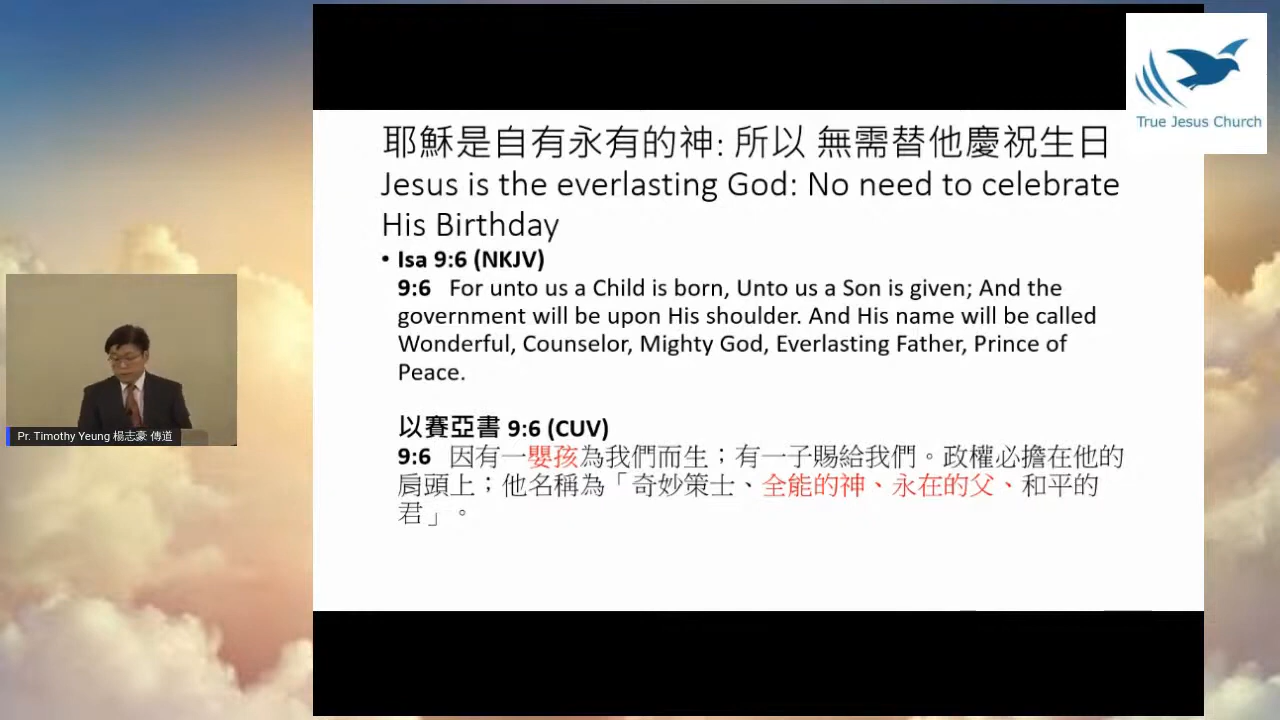 True Jesus Church
耶穌是自有永有的神: 所以 無需替他慶祝生日
Jesus is the everlasting God: No need to celebrate
His Birthday
• Isa 9:6 (NKJV)
9:6 For unto us a Child is born, Unto us a Son is given; And the
government will be upon His shoulder. And His name will be called
Wonderful, Counselor, Mighty God, Everlasting Father, Prince of
Peace.
以賽亞書 9:6 (CUV)
9:6 因有一嬰孩為我們而生；有一子賜給我們。政權必擔在他的
肩頭上；他名稱為「奇妙策士、全能的神、永在的父、和平的
君」。
Pr. Timothy Yeung 楊志豪 傳道